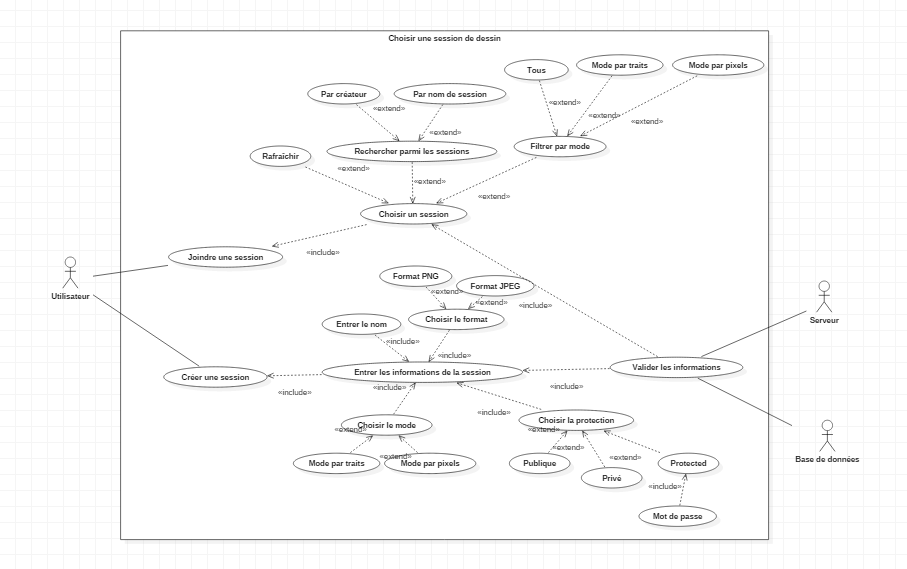 Choisir une session de dessin
Tous
Mode par traits
Mode par pixels
Par créateur
Par nom de session
«extend»
«extend»
«extend»
«extend»
«extend»
Rafraîchir
Rechercher parmi les sessions
Filtrer par mode
«extend»
«extend»
«extend»
Choisir un session
«include»
Joindre une session
Utilisateur
Format PNG
Format JPEG
«extend»
«extend»
«include»
Entrer le nom
Choisir le format
Serveur
«include»
«include»
Créer une session
Entrer les informations de la session
Valider les informations
«include»
«include»
«include»
«include»
Choisir le mode
Choisir la protection
«extend»
«extend»
«extend»
«extend»
«extend»
Base de données
Mode par traits
Mode par pixels
Publique
Privé
Protected
«include»
Mot de passe